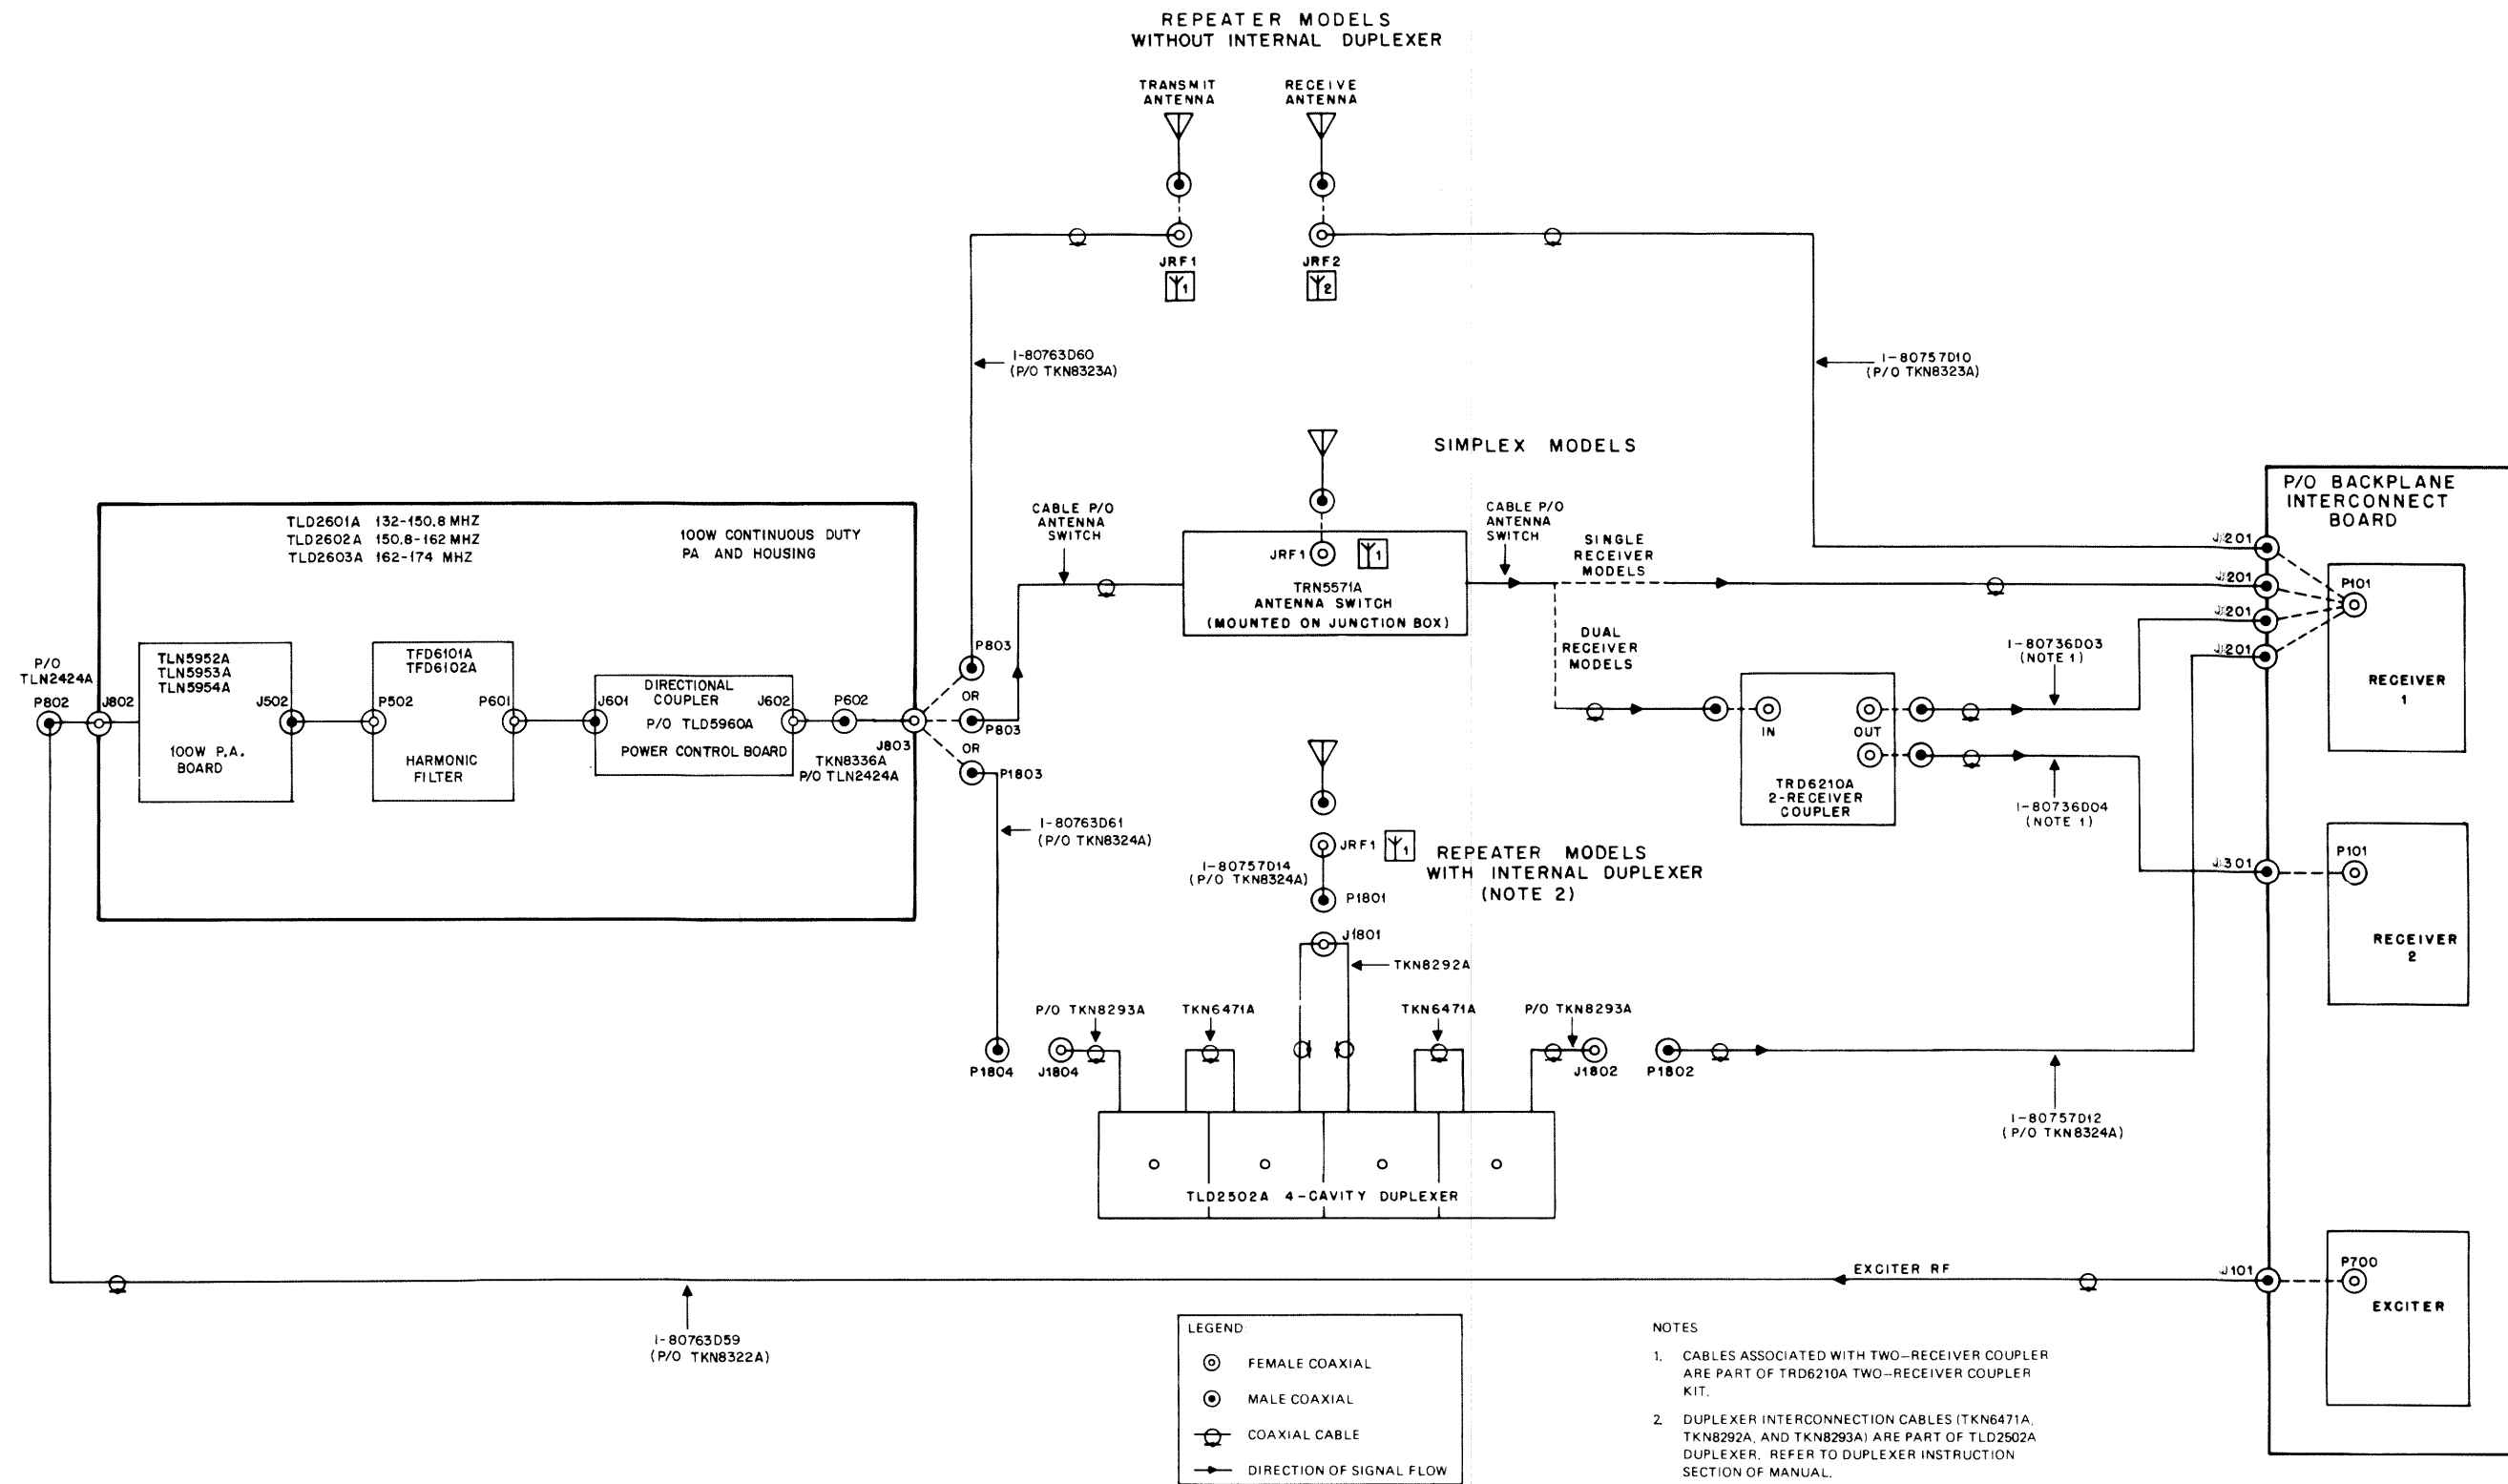 REPEATER MODELS
WITHOUT INTERNAL DUPLEXER
TRANSMIT
ANTENNA
RECEIVE
ANTENNA
JRF1
1
JRF2
2
I-80763D60
(P/O TKN8323A)
I-80757D10
(P/O TKN8323A)
SIMPLEX MODELS
CABLE P/O
ANTENNA
SWITCH
JRF1
1
TRN5571A
ANTENNA SWITCH
(MOUNTED ON JUNCTION BOX)
CABLE P/O
ANTENNA
SWITCH
SINGLE
RECEIVER
MODELS
DUAL
RECEIVER
MODELS
P/O BACKPLANE
INTERCONNECT
BOARD
TLD2601A 132-150.8 MHZ
TLD2602A 150.8-162 MHZ
TLD2603A 162-174 MHZ
100W CONTINUOUS DUTY
PA AND HOUSING
P/O
TLN2424A
P802
J802
TLN5952A
TLN5953A
TLN5954A
J502
100W P.A.
BOARD
TFD6101A
TFD6102A
P502
P601
HARMONIC
FILTER
DIRECTIONAL
COUPLER
J601
J602
P/O TLD5960A
POWER CONTROL BOARD
P602
TKN8336A
P/O TLN2424A
J803
P803
OR
P803
OR
P1803
I-80763D61
(P/O TKN8324A)
IN
OUT
TRD6210A
2-RECEIVER
COUPLER
I-80736D03
(NOTE 1)
I-80736D04
(NOTE 1)
J201
J201
J201
J201
P101
RECEIVER
1
J301
P101
RECEIVER
2
JRF1
1
I-80757D14
(P/O TKN8324A)
P1801
REPEATER MODELS
WITH INTERNAL DUPLEXER
(NOTE 2)
J1801
TKN8292A
P/O TKN8293A
TKN6471A
TKN6471A
P/O TKN8293A
P1804
J1804
J1802
P1802
I-80757D12
(P/O TKN8324A)
TLD2502A 4-CAVITY DUPLEXER
EXCITER RF
J101
P700
EXCITER
I-80763D59
(P/O TKN8322A)
LEGEND:
FEMALE COAXIAL
MALE COAXIAL
COAXIAL CABLE
DIRECTION OF SIGNAL FLOW
NOTES
1. CABLES ASSOCIATED WITH TWO-RECEIVER COUPLER
ARE PART OF TRD6210A TWO-RECEIVER COUPLER
KIT.
2. DUPLEXER INTERCONNECTION CABLES (TKN6471A,
TKN8292A, AND TKN8293A) ARE PART OF TLD2502A
DUPLEXER. REFER TO DUPLEXER INSTRUCTION
SECTION OF MANUAL.